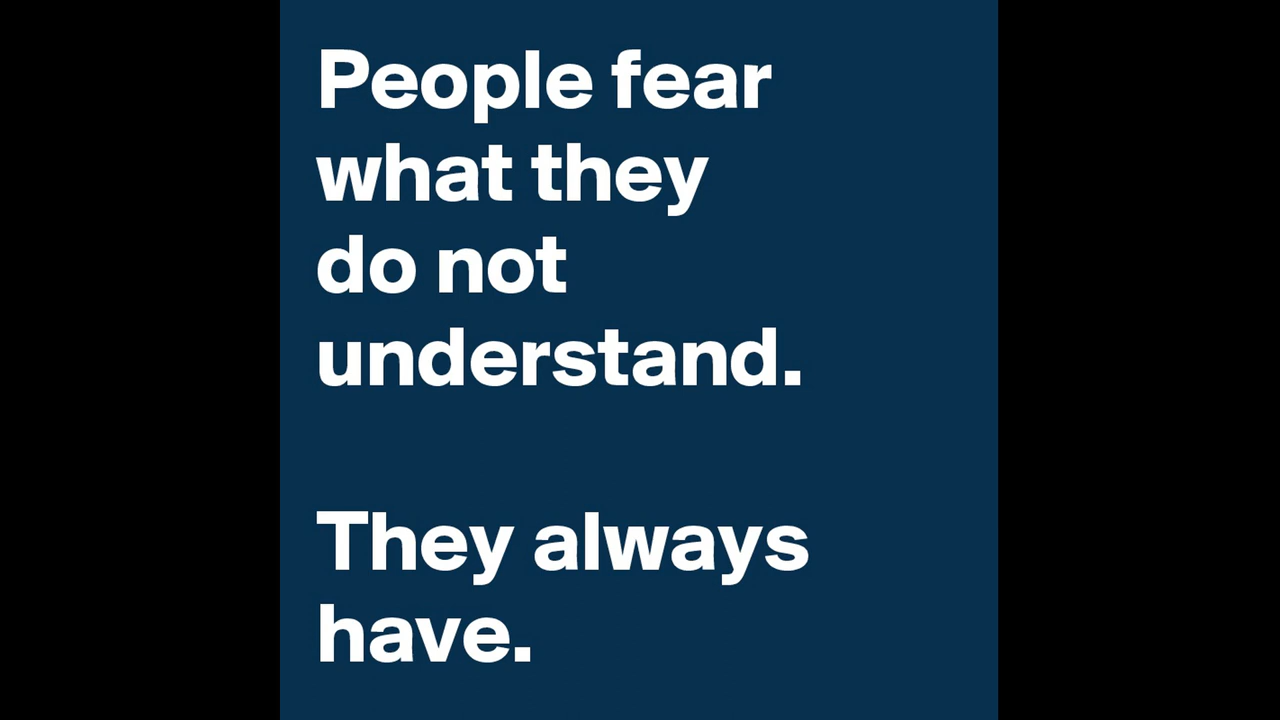 People fear
what they
do not
understand.
They always
have.